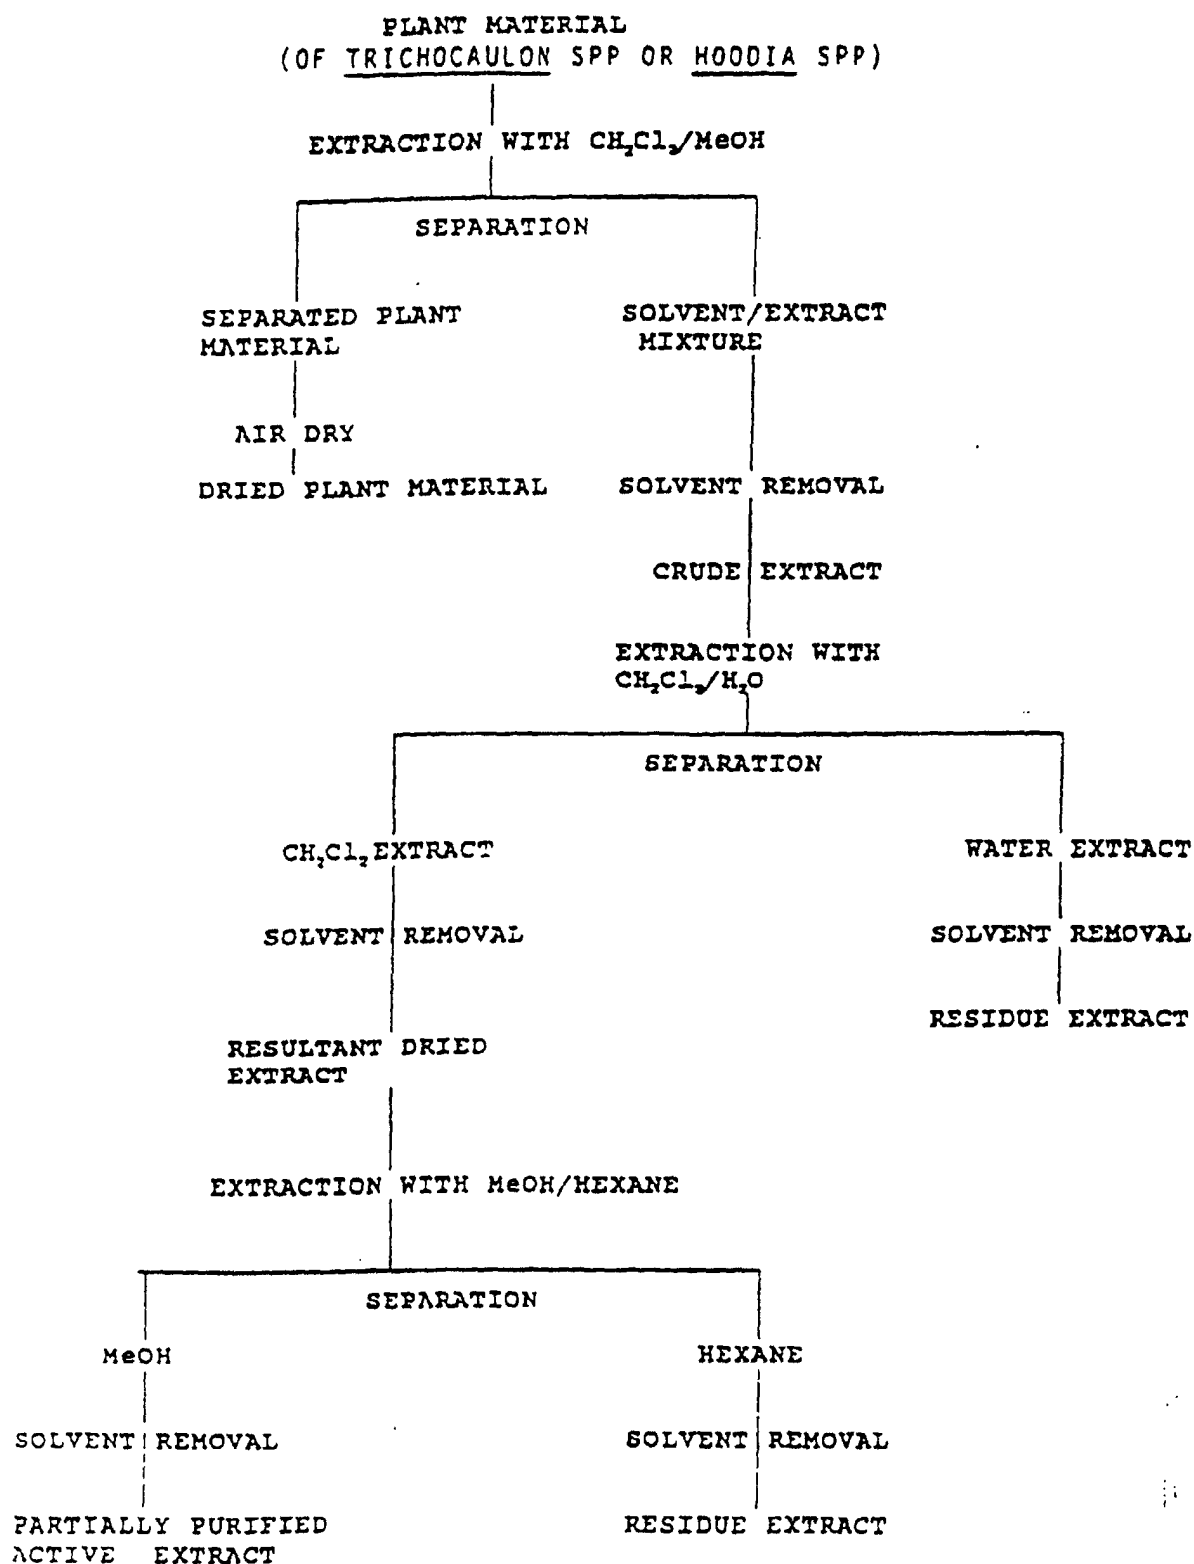 PLANT MATERIAL
(OF TRICHOCAULON SPP OR HOODIA SPP)
EXTRACTION WITH CH₂Cl₂/MeOH
SEPARATION
SEPARATED PLANT
MATERIAL
SOLVENT/EXTRACT
MIXTURE
AIR DRY
DRIED PLANT MATERIAL
SOLVENT REMOVAL
CRUDE EXTRACT
EXTRACTION WITH
CH₂Cl₂/H₂O
SEPARATION
CH₂Cl₂ EXTRACT
WATER EXTRACT
SOLVENT REMOVAL
SOLVENT REMOVAL
RESULTANT DRIED
EXTRACT
RESIDUE EXTRACT
EXTRACTION WITH MeOH/HEXANE
SEPARATION
MeOH
HEXANE
SOLVENT REMOVAL
SOLVENT REMOVAL
PARTIALLY PURIFIED
ACTIVE EXTRACT
RESIDUE EXTRACT